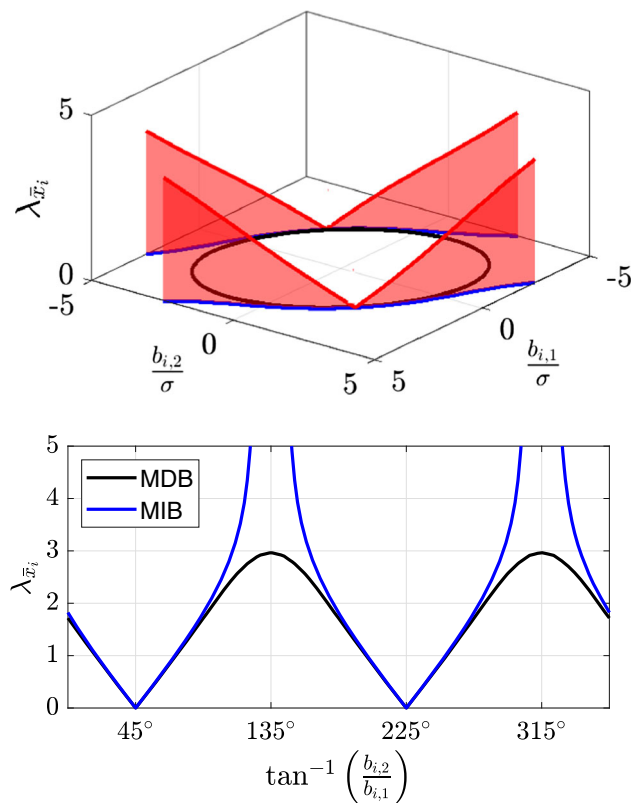 5
λ_{x̄_i}
0
-5
0
5
b_{i,2}/σ
5
0
-5
b_{i,1}/σ
5
4
3
2
1
0
λ_{x̄_i}
MDB
MIB
45° 135° 225° 315°
tan⁻¹ (b_{i,2}/b_{i,1})